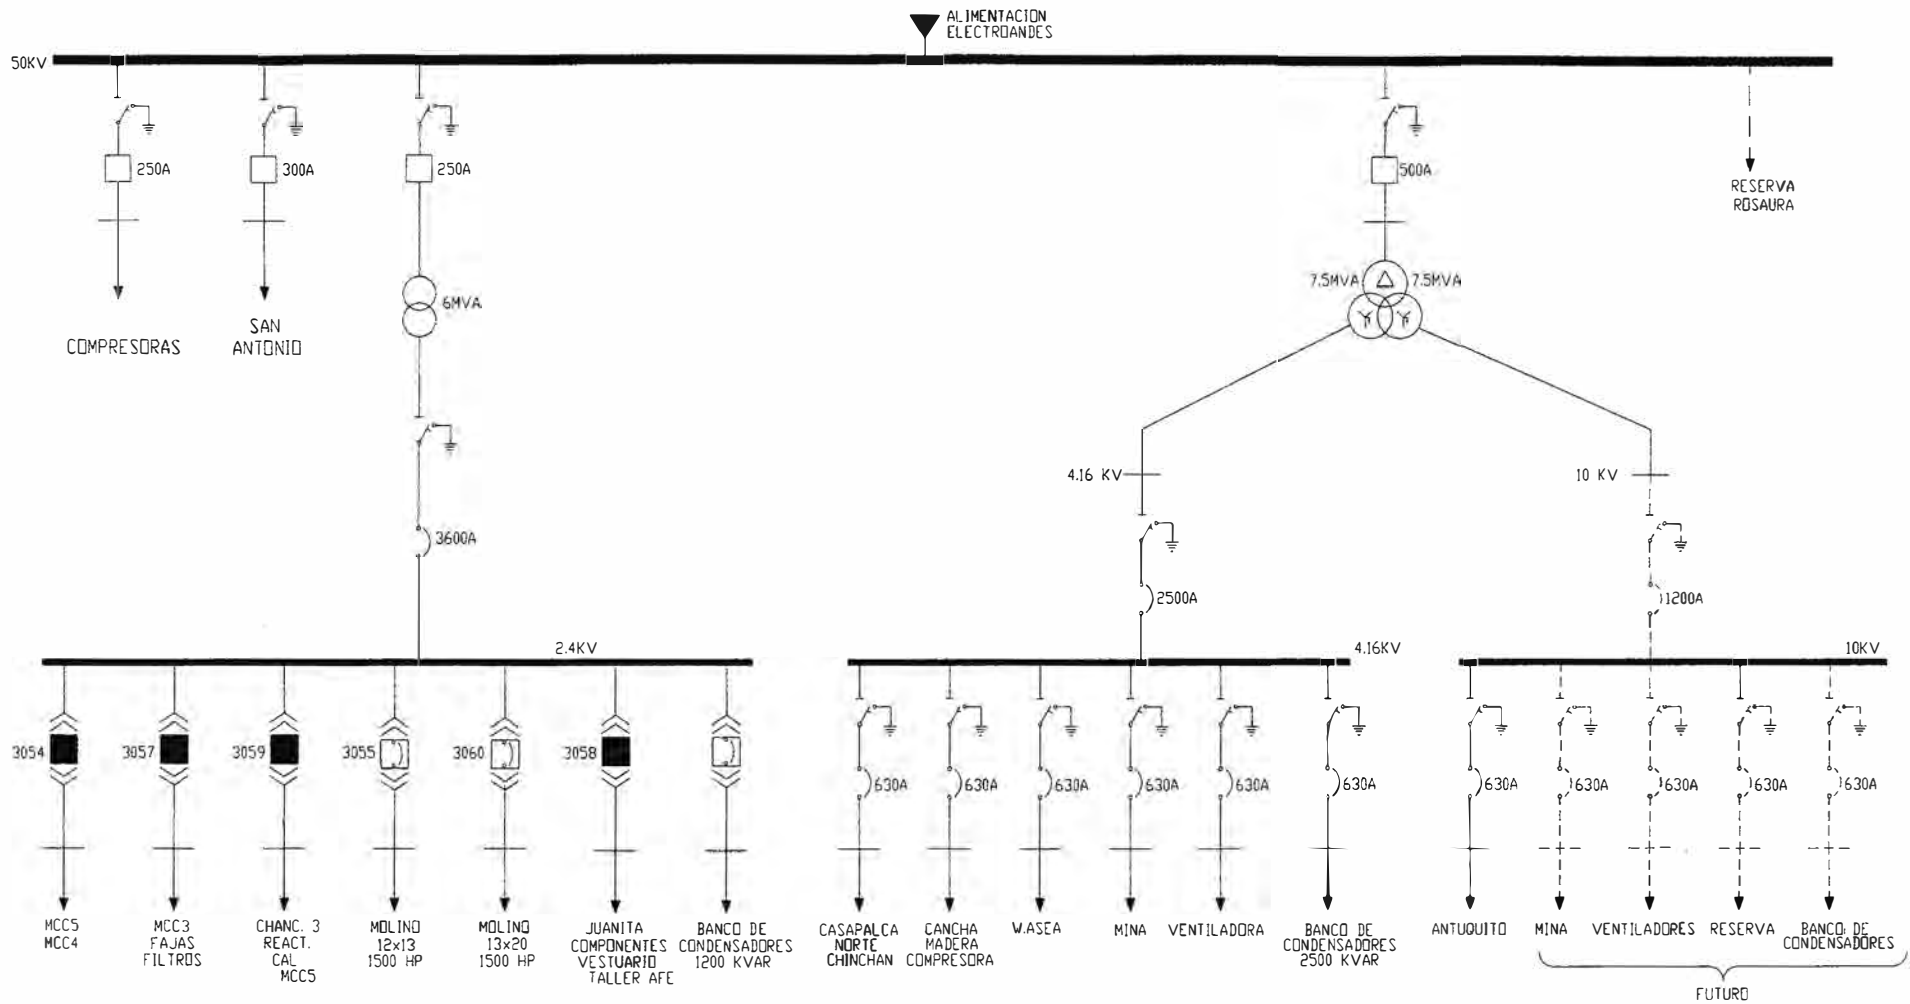 ALIMENTACION
ELECTROANDES
50KV
250A
300A
250A
500A
RESERVA
ROSAURA
7.5MVA
7.5MVA
6MVA
COMPRESORAS
SAN
ANTONIO
4.16 KV
10 KV
3600A
2500A
1200A
2.4KV
4.16KV
10KV
3054
3057
3059
3055
3060
3058
630A
630A
630A
630A
630A
630A
630A
630A
630A
630A
630A
MCC5
MCC4
MCC3
FAJAS
FILTROS
CHANC. 3
REACT.
CAL
MCC5
MOLINO
12x13
1500 HP
MOLINO
13x20
1500 HP
JUANITA
COMPONENTES
VESTUARIO
TALLER AFE
BANCO DE
CONDENSADORES
1200 KVAR
CASAPALCA
NORTE
CHINCHAN
CANCHA
MADERA
COMPRESORA
W.ASEA
MINA
VENTILADORA
BANCO DE
CONDENSADORES
2500 KVAR
ANTUQUITO
MINA
VENTILADORES
RESERVA
BANCO DE
CONDENSADORES
FUTURO